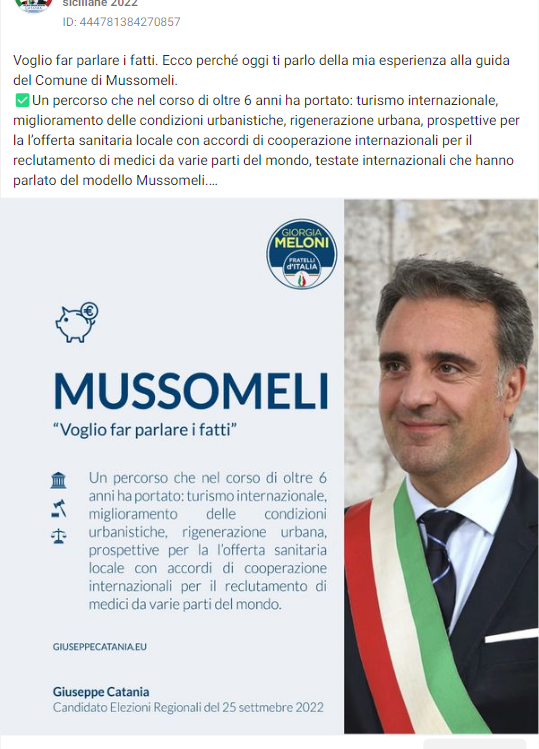 siciliane 2022
ID: 444781384270857
Voglio far parlare i fatti. Ecco perché oggi ti parlo della mia esperienza alla guida
del Comune di Mussomeli.
✅Un percorso che nel corso di oltre 6 anni ha portato: turismo internazionale,
miglioramento delle condizioni urbanistiche, rigenerazione urbana, prospettive per
la l'offerta sanitaria locale con accordi di cooperazione internazionali per il
reclutamento di medici da varie parti del mondo, testate internazionali che hanno
parlato del modello Mussomeli....
GIORGIA
MELONI
FRATELLI
d'ITALIA
MUSSOMELI
“Voglio far parlare i fatti”
Un percorso che nel corso di oltre 6
anni ha portato: turismo internazionale,
miglioramento delle condizioni
urbanistiche, rigenerazione urbana,
prospettive per la l'offerta sanitaria
locale con accordi di cooperazione
internazionali per il reclutamento di
medici da varie parti del mondo.
GIUSEPPECATANIA.EU
Giuseppe Catania
Candidato Elezioni Regionali del 25 settmebre 2022